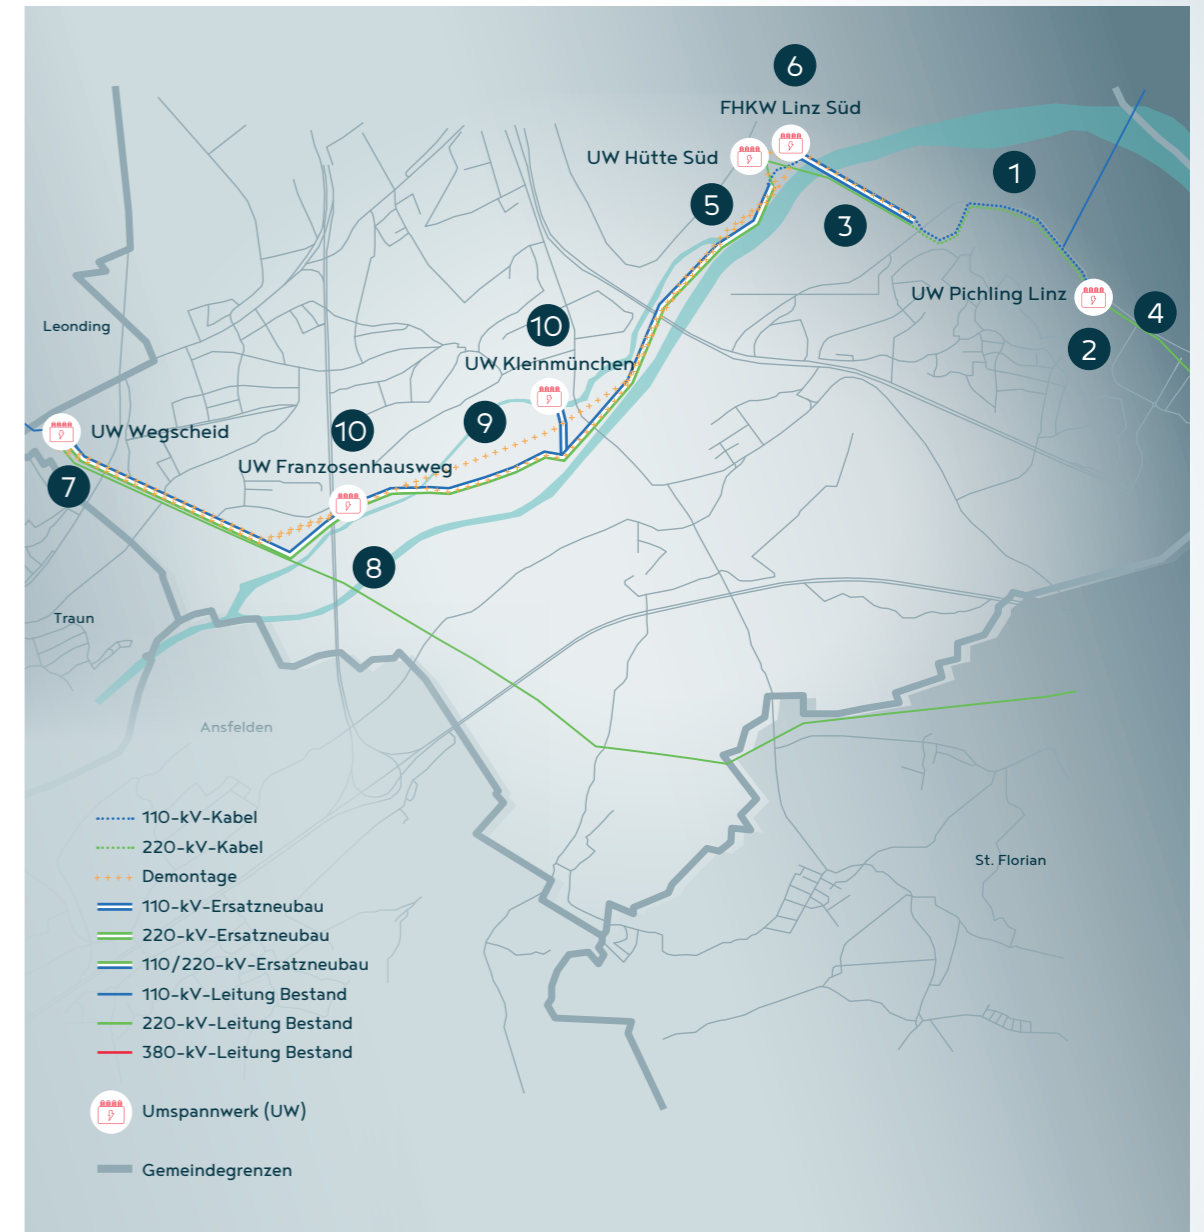 6
FHKW Linz Süd
UW Hütte Süd
1
5
3
UW Pichling Linz
4
2
Leonding
10
UW Kleinmünchen
9
10
UW Wegscheid
UW Franzosenhausweg
7
8
Traun
Ansfelden
110-kV-Kabel
220-kV-Kabel
Demontage
110-kV-Ersatzneubau
220-kV-Ersatzneubau
110/220-kV-Ersatzneubau
110-kV-Leitung Bestand
220-kV-Leitung Bestand
380-kV-Leitung Bestand
Umspannwerk (UW)
Gemeindegrenzen
St. Florian